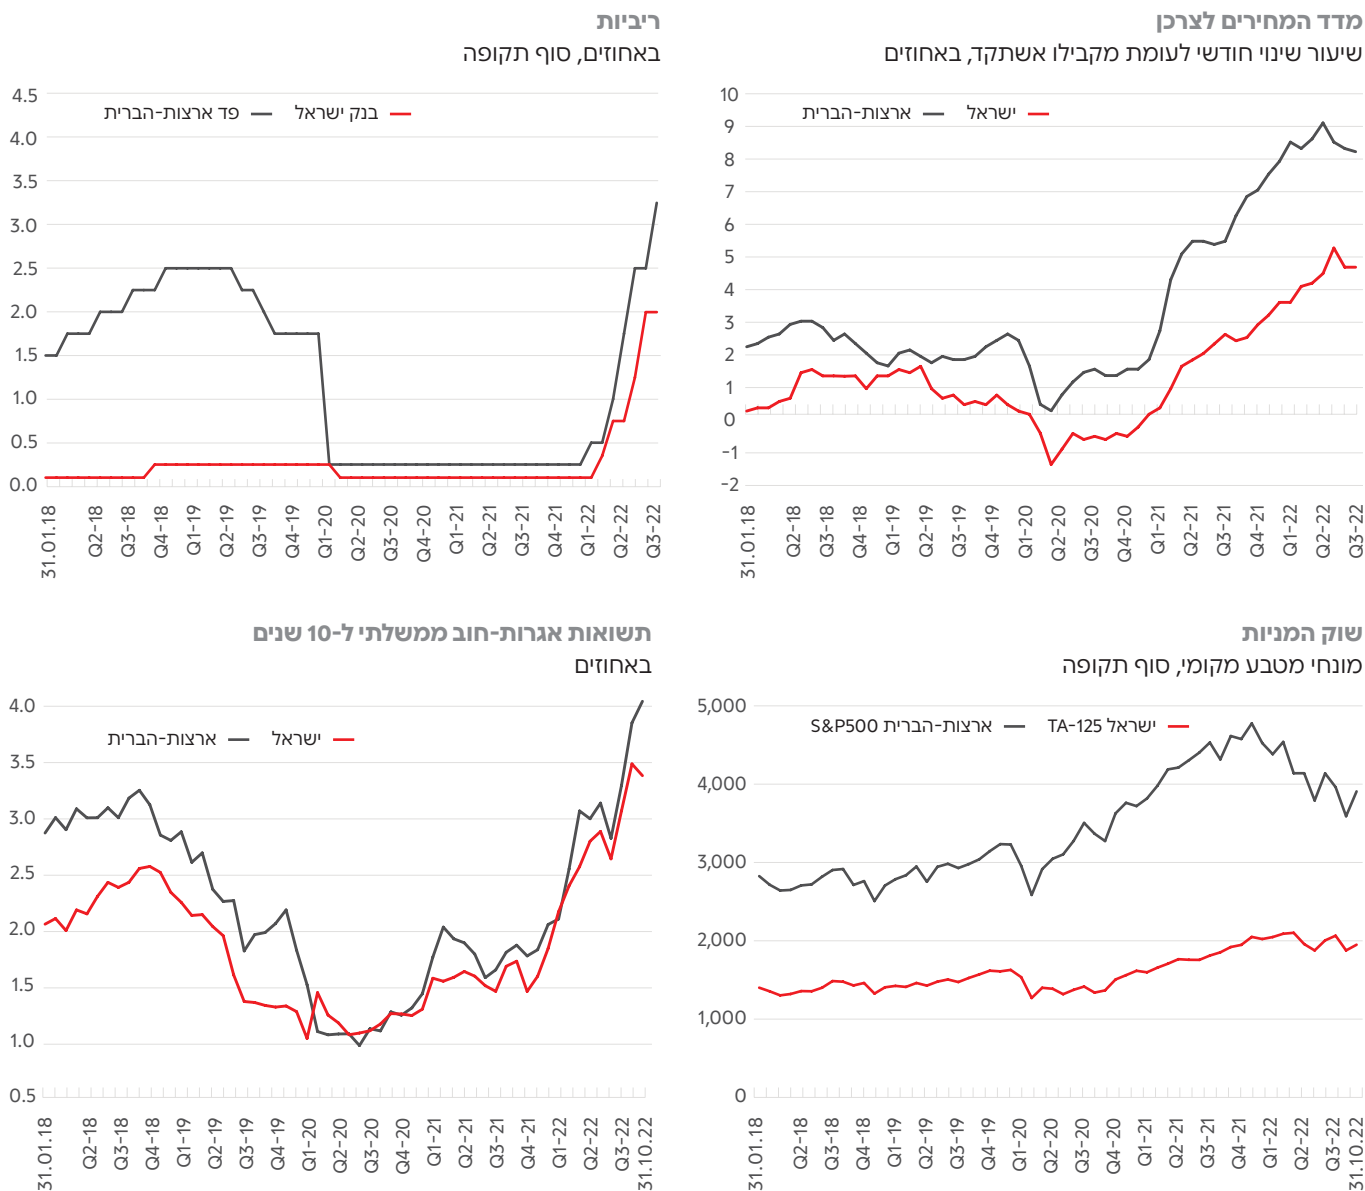 מדד המחירים לצרכן
שיעור שינוי חודשי לעומת מקבילו אשתקד, באחוזים
ישראל
ארצות-הברית
10
9
8
7
6
5
4
3
2
1
0
-1
-2
31.01.18
Q2-18
Q3-18
Q4-18
Q1-19
Q2-19
Q3-19
Q4-19
Q1-20
Q2-20
Q3-20
Q4-20
Q1-21
Q2-21
Q3-21
Q4-21
Q1-22
Q2-22
Q3-22
ריביות
באחוזים, סוף תקופה
בנק ישראל
פד ארצות-הברית
4.5
4.0
3.5
3.0
2.5
2.0
1.5
1.0
0.5
0.0
31.01.18
Q2-18
Q3-18
Q4-18
Q1-19
Q2-19
Q3-19
Q4-19
Q1-20
Q2-20
Q3-20
Q4-20
Q1-21
Q2-21
Q3-21
Q4-21
Q1-22
Q2-22
Q3-22
שוק המניות
מונחי מטבע מקומי, סוף תקופה
ישראל TA-125
ארצות-הברית S&P500
5,000
4,000
3,000
2,000
1,000
0
31.01.18
Q2-18
Q3-18
Q4-18
Q1-19
Q2-19
Q3-19
Q4-19
Q1-20
Q2-20
Q3-20
Q4-20
Q1-21
Q2-21
Q3-21
Q4-21
Q1-22
Q2-22
Q3-22
31.10.22
תשואות אגרות-חוב ממשלתי ל-10 שנים
באחוזים
ישראל
ארצות-הברית
4.0
3.5
3.0
2.5
2.0
1.5
1.0
0.5
31.01.18
Q2-18
Q3-18
Q4-18
Q1-19
Q2-19
Q3-19
Q4-19
Q1-20
Q2-20
Q3-20
Q4-20
Q1-21
Q2-21
Q3-21
Q4-21
Q1-22
Q2-22
Q3-22
31.10.22